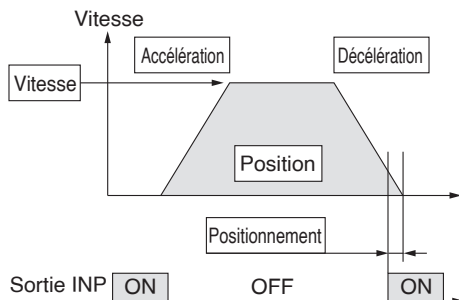 Vitesse
Accélération
Décélération
Vitesse
Position
Positionnement
Sortie INP ON OFF ON